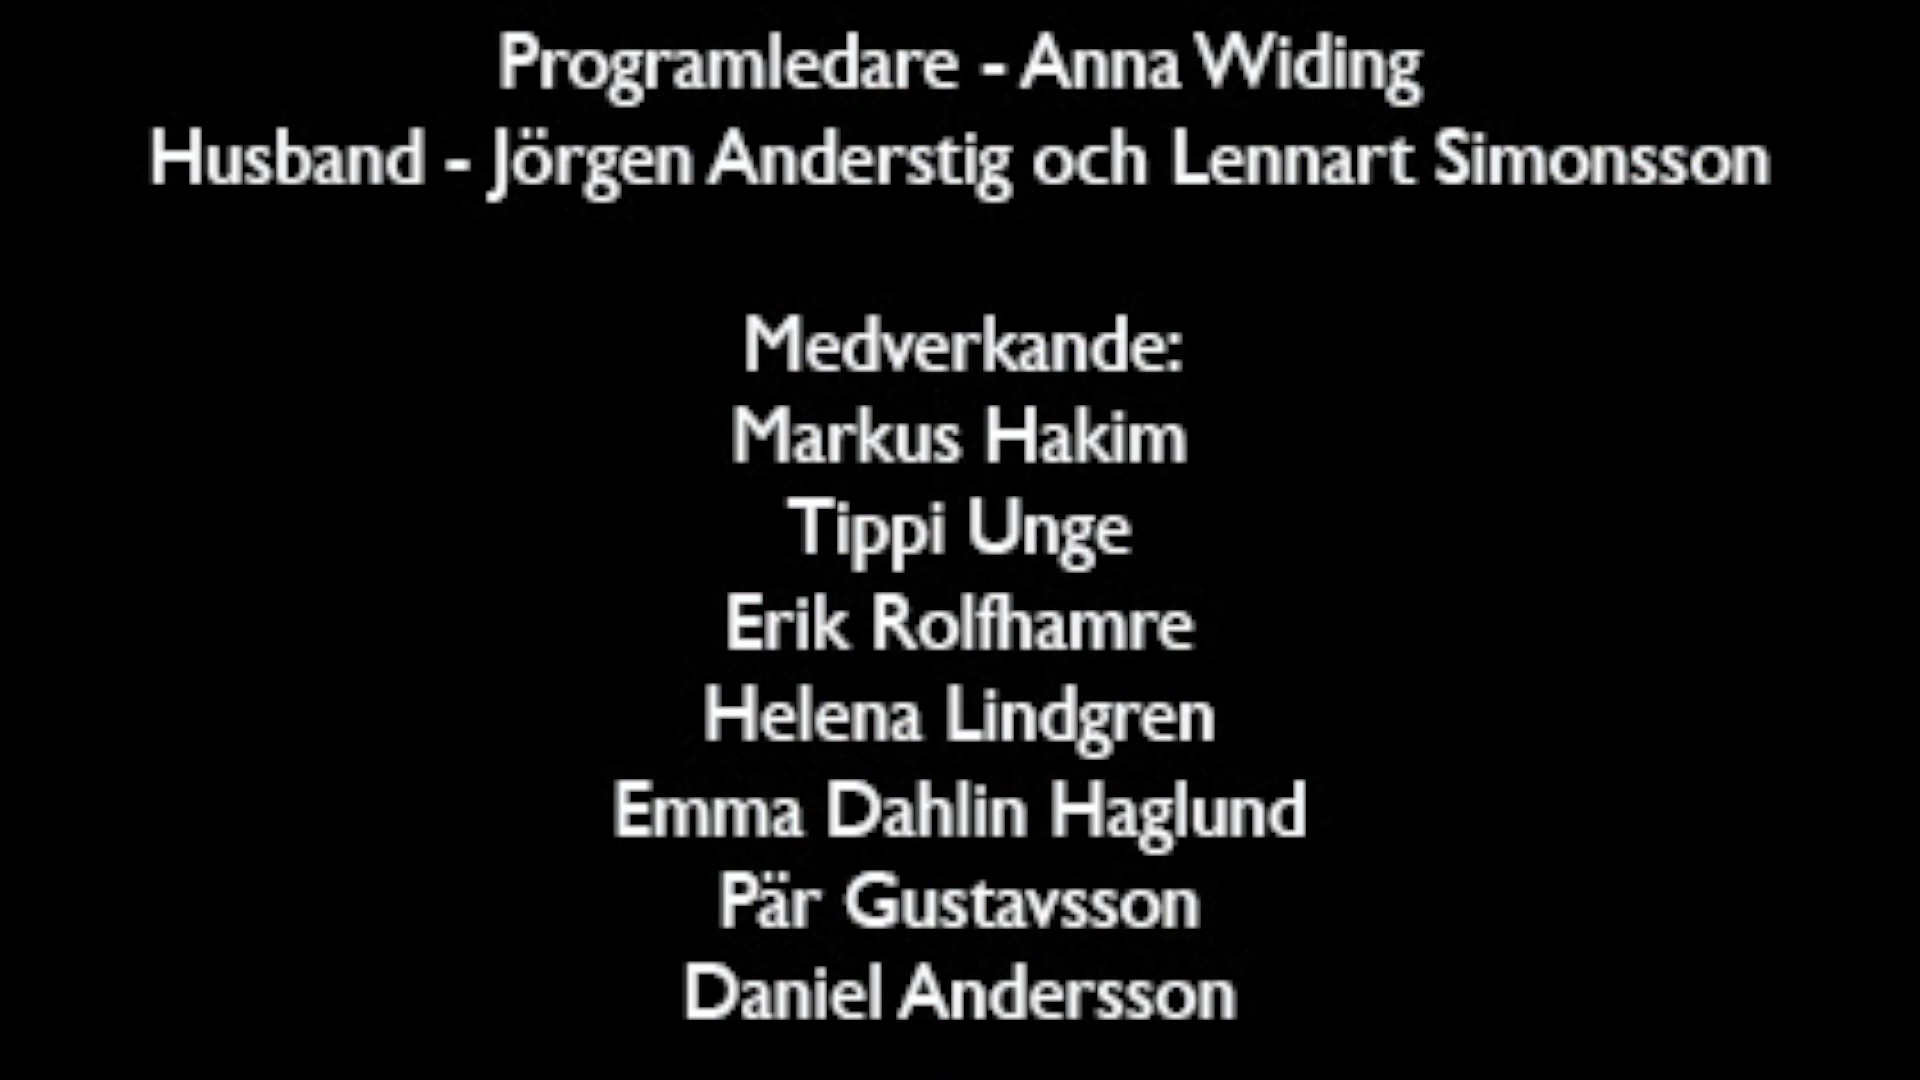 Programledare - Anna Widing
Husband - Jörgen Anderstig och Lennart Simonsson
Medverkande:
Markus Hakim
Tippi Unge
Erik Rolfhamre
Helena Lindgren
Emma Dahlin Haglund
Pär Gustavsson
Daniel Andersson